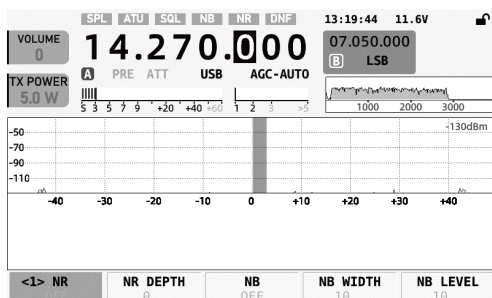 SPL ATU SQL NB NR DNF 13:19:44 11.6V
VOLUME
0
14.270.000
07.050.000
B LSB
A PRE ATT USB AGC-AUTO
TX POWER
5.0 W
S 3 5 7 9 +20 +40 +60 1 2 3 >5
1000 2000 3000
-130dBm
-50
-70
-90
-110
-40 -30 -20 -10 0 +10 +20 +30 +40
<1> NR NR DEPTH NB NB WIDTH NB LEVEL
OFF 0 OFF 10 10